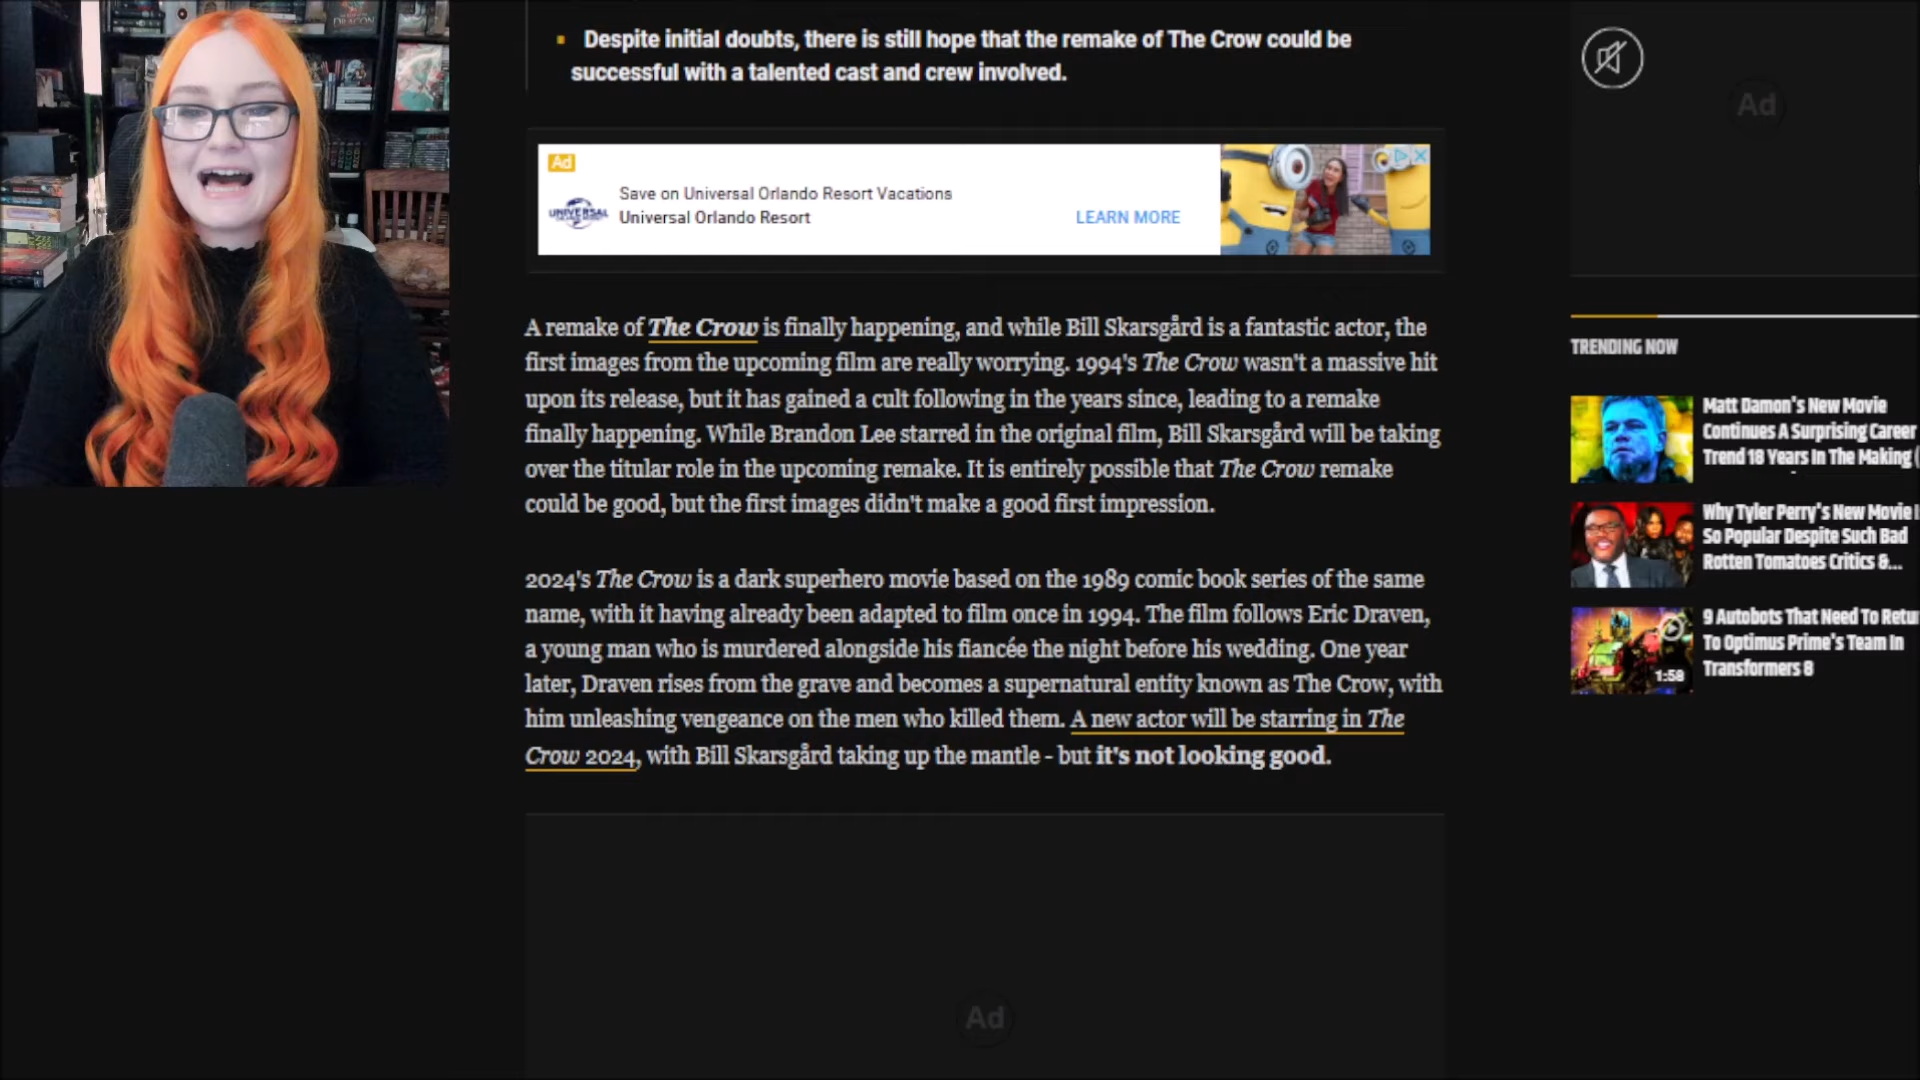 Despite initial doubts, there is still hope that the remake of The Crow could be
successful with a talented cast and crew involved.
Ad
Save on Universal Orlando Resort Vacations
UNIVERSAL
Universal Orlando Resort
LEARN MORE
A remake of The Crow is finally happening, and while Bill Skarsgård is a fantastic actor, the
first images from the upcoming film are really worrying. 1994's The Crow wasn't a massive hit
upon its release, but it has gained a cult following in the years since, leading to a remake
finally happening. While Brandon Lee starred in the original film, Bill Skarsgård will be taking
over the titular role in the upcoming remake. It is entirely possible that The Crow remake
could be good, but the first images didn't make a good first impression.
2024's The Crow is a dark superhero movie based on the 1989 comic book series of the same
name, with it having already been adapted to film once in 1994. The film follows Eric Draven,
a young man who is murdered alongside his fiancée the night before his wedding. One year
later, Draven rises from the grave and becomes a supernatural entity known as The Crow, with
him unleashing vengeance on the men who killed them. A new actor will be starring in The
Crow 2024, with Bill Skarsgård taking up the mantle - but it's not looking good.
Ad
Ad
TRENDING NOW
Matt Damon's New Movie
Continues A Surprising Career
Trend 18 Years In The Making (
Why Tyler Perry's New Movie I
So Popular Despite Such Bad
Rotten Tomatoes Critics &...
9 Autobots That Need To Retu
To Optimus Prime's Team In
Transformers 8
1:58
DRAGON